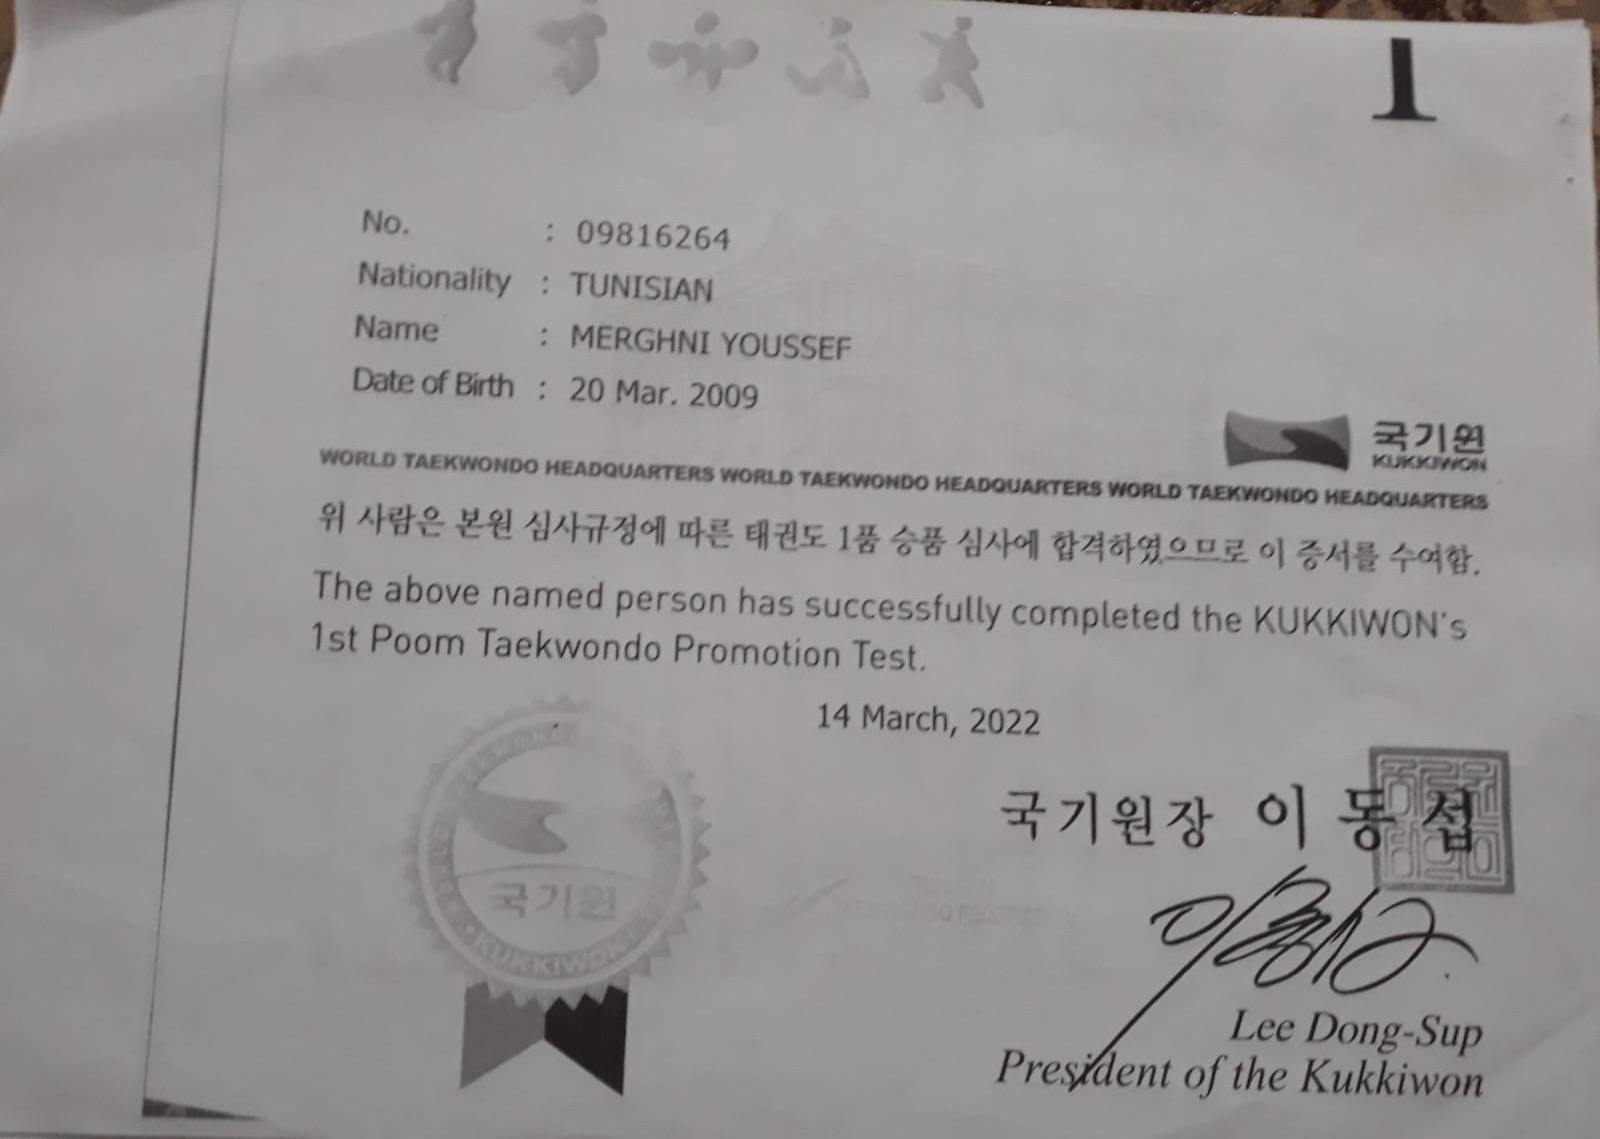 1
No. : 09816264
Nationality : TUNISIAN
Name : MERGHNI YOUSSEF
Date of Birth : 20 Mar. 2009
국기원
KUKKIWON
WORLD TAEKWONDO HEADQUARTERS WORLD TAEKWONDO HEADQUARTERS WORLD TAEKWONDO HEADQUARTERS
위 사람은 본원 심사규정에 따른 태권도 1품 승품 심사에 합격하였으므로 이 증서를 수여함.
The above named person has successfully completed the KUKKIWON's
1st Poom Taekwondo Promotion Test.
14 March, 2022
국기원장 이 동 섭
국기원
KUKKIWON
Lee Dong-Sup
President of the Kukkiwon